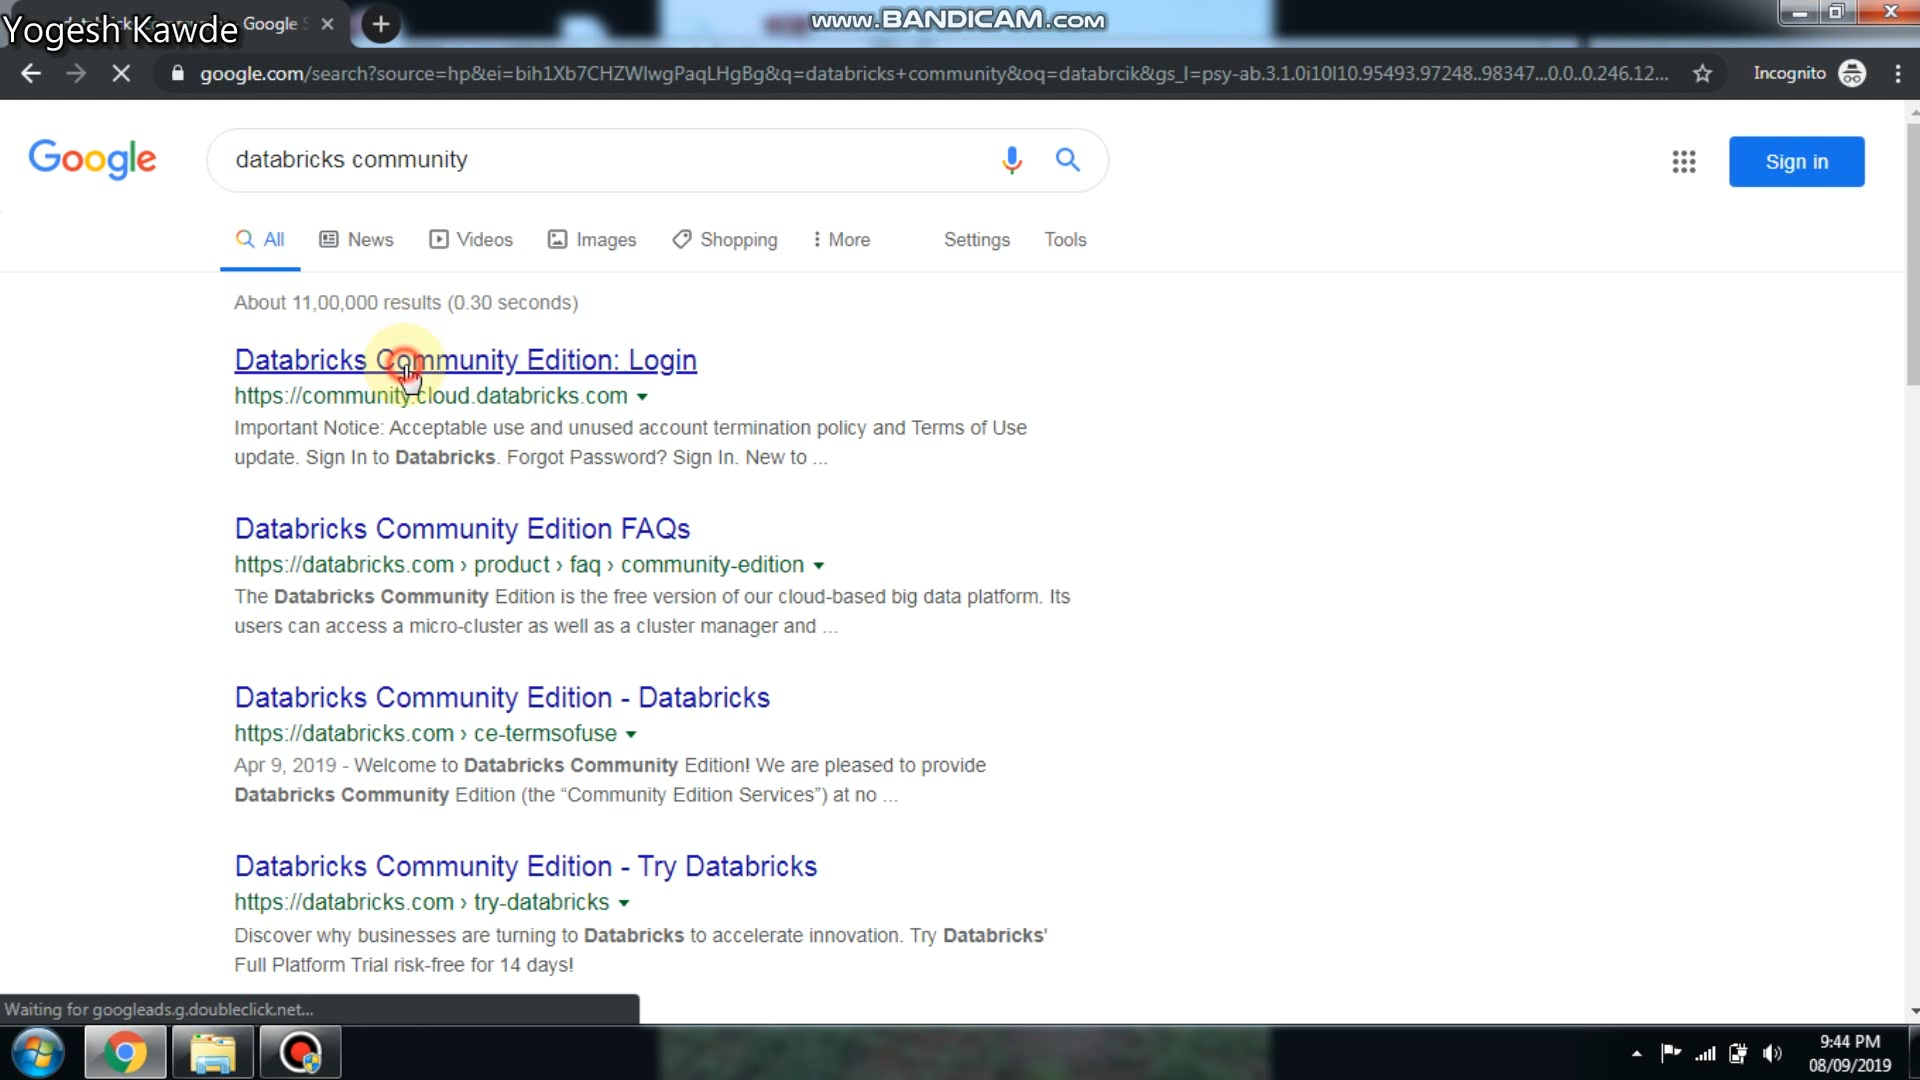 Yogesh Kawde
Google
www.BANDICAM.com
google.com/search?source=hp&ei=bih1Xb7CHZWlwgPaqLHgBg&q=databricks+community&oq=databrcik&gs_l=psy-ab.3.1.0i10l10.95493.97248..98347...0.0..0.246.12...
Incognito
Google
databricks community
Sign in
All
News
Videos
Images
Shopping
More
Settings
Tools
About 11,00,000 results (0.30 seconds)
Databricks Community Edition: Login
https://community.cloud.databricks.com
Important Notice: Acceptable use and unused account termination policy and Terms of Use
update. Sign In to Databricks. Forgot Password? Sign In. New to ...
Databricks Community Edition FAQs
https://databricks.com › product › faq › community-edition
The Databricks Community Edition is the free version of our cloud-based big data platform. Its
users can access a micro-cluster as well as a cluster manager and ...
Databricks Community Edition - Databricks
https://databricks.com › ce-termsofuse
Apr 9, 2019 - Welcome to Databricks Community Edition! We are pleased to provide
Databricks Community Edition (the “Community Edition Services”) at no ...
Databricks Community Edition - Try Databricks
https://databricks.com › try-databricks
Discover why businesses are turning to Databricks to accelerate innovation. Try Databricks'
Full Platform Trial risk-free for 14 days!
Waiting for googleads.g.doubleclick.net...
9:44 PM
08/09/2019